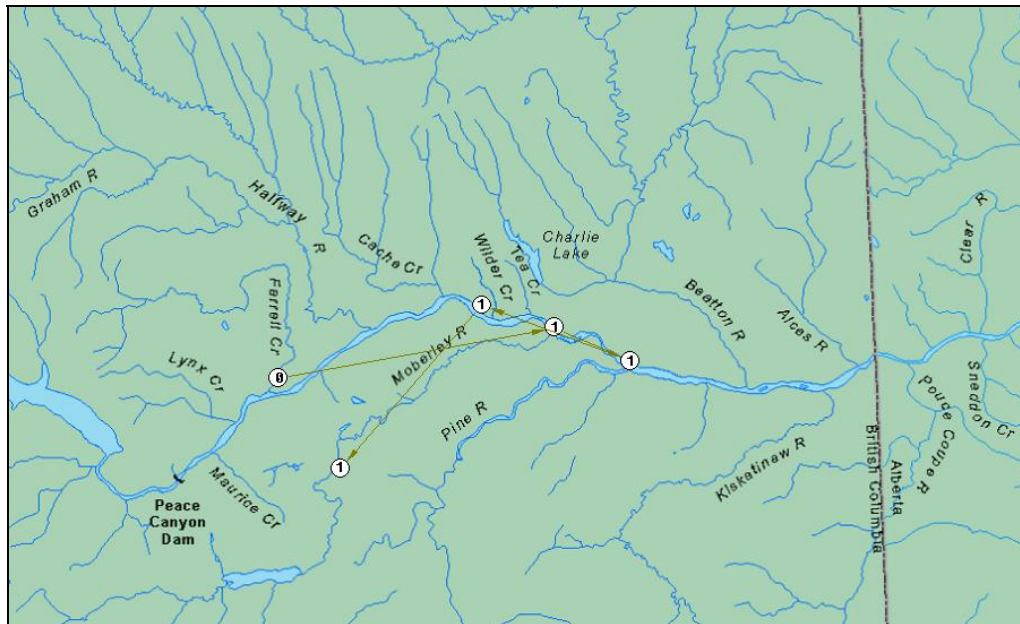 Graham R
Halfway
R
Cache Cr
Farrell Cr
Lynx Cr
Wilder Cr
Tea Cr
Charlie
Lake
Beatton R
Alces R
Clear R
1
1
1
0
1
Moberley R
Pine R
Kiskatinaw R
Maurice Cr
Peace
Canyon
Dam
British Columbia
Alberta
Pouce Coupe R
Sneddon Cr